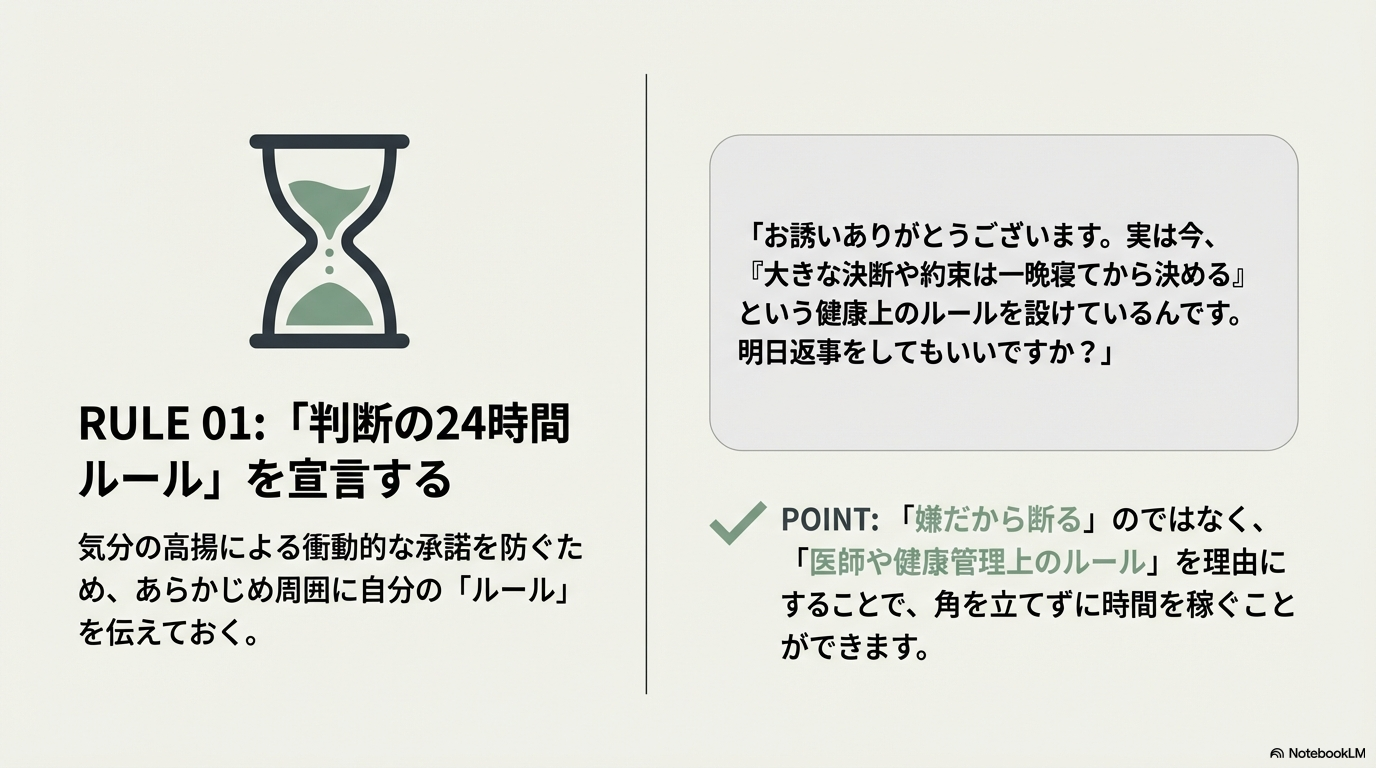 RULE 01:「判断の24時間
ルール」を宣言する
気分の高揚による衝動的な承諾を防ぐた
め、あらかじめ周囲に自分の「ルール」
を伝えておく。
「お誘いありがとうございます。実は今、
『大きな決断や約束は一晩寝てから決める』
という健康上のルールを設けているんです。
明日返事をしてもいいですか？」
POINT: 「嫌だから断る」のではなく、
「医師や健康管理上のルール」を理由に
することで、角を立てずに時間を稼ぐこと
ができます。
NotebookLM